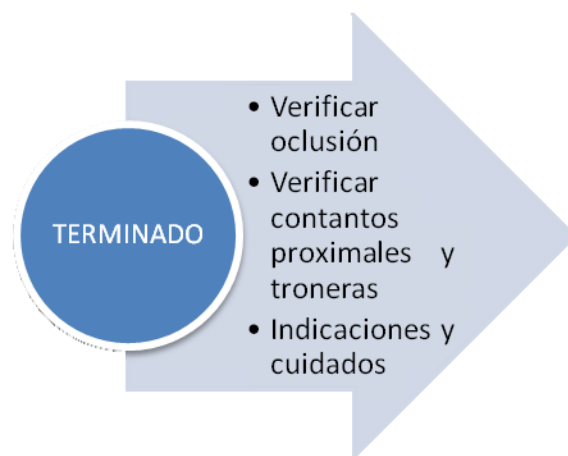 TERMINADO
• Verificar
oclusión
• Verificar
contantos
proximales y
troneras
• Indicaciones y
cuidados